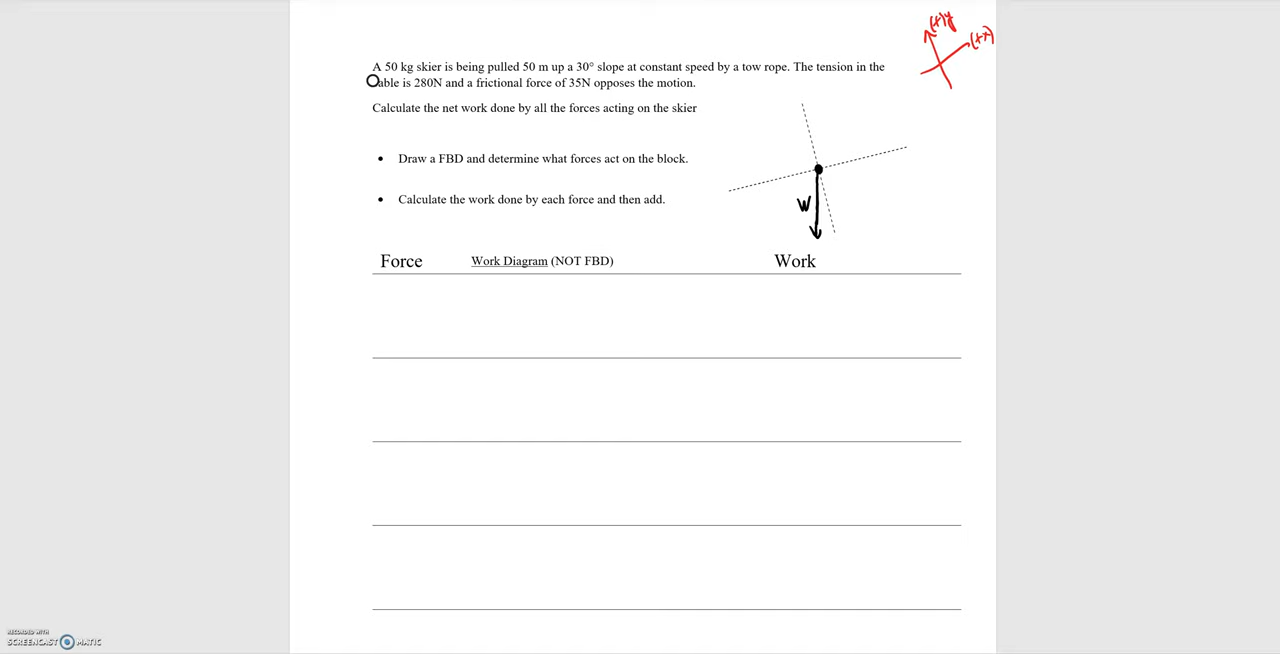 (+)y
(+x)
A 50 kg skier is being pulled 50 m up a 30° slope at constant speed by a tow rope. The tension in the
able is 280N and a frictional force of 35N opposes the motion.
Calculate the net work done by all the forces acting on the skier
• Draw a FBD and determine what forces act on the block.
• Calculate the work done by each force and then add.
W
Force Work Diagram (NOT FBD) Work
RECORDED WITH
SCREENCAST MATIC